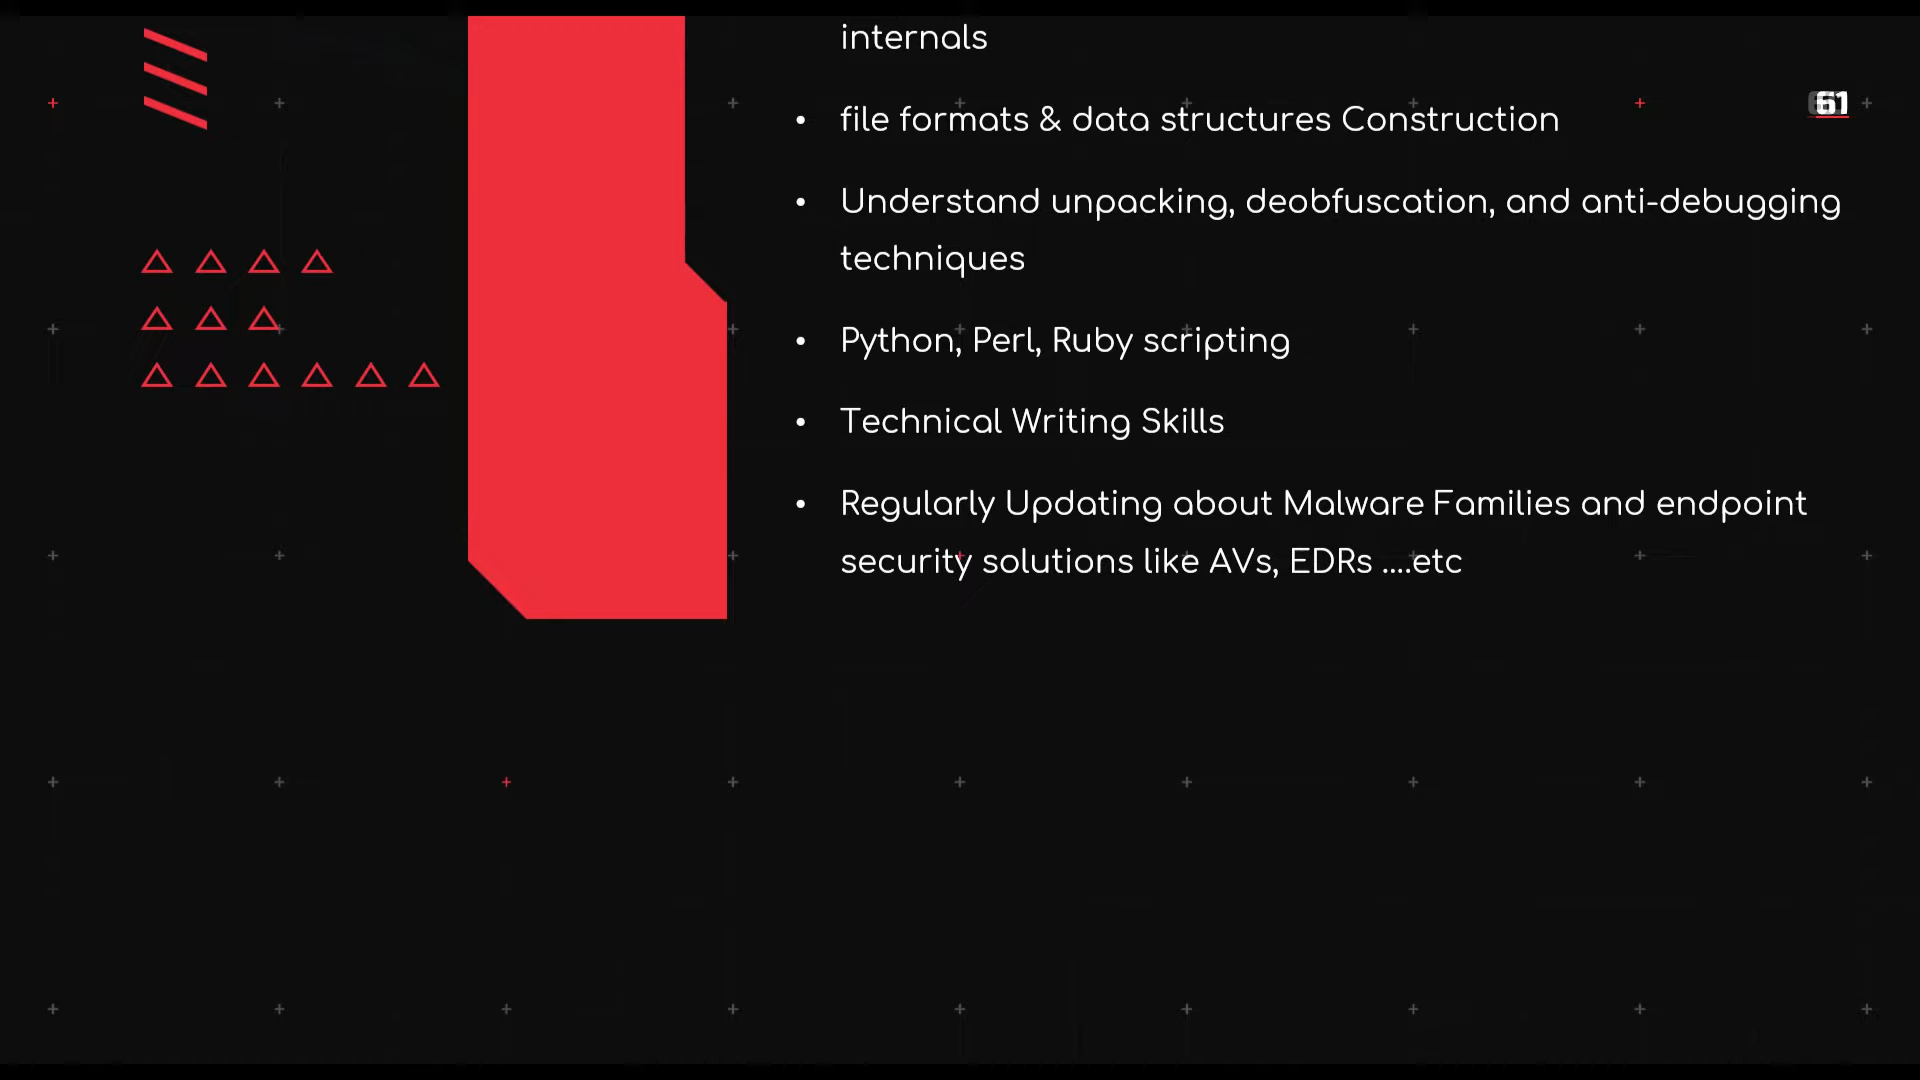 internals
61
• file formats & data structures Construction
• Understand unpacking, deobfuscation, and anti-debugging
techniques
• Python, Perl, Ruby scripting
• Technical Writing Skills
• Regularly Updating about Malware Families and endpoint
security solutions like AVs, EDRs ....etc